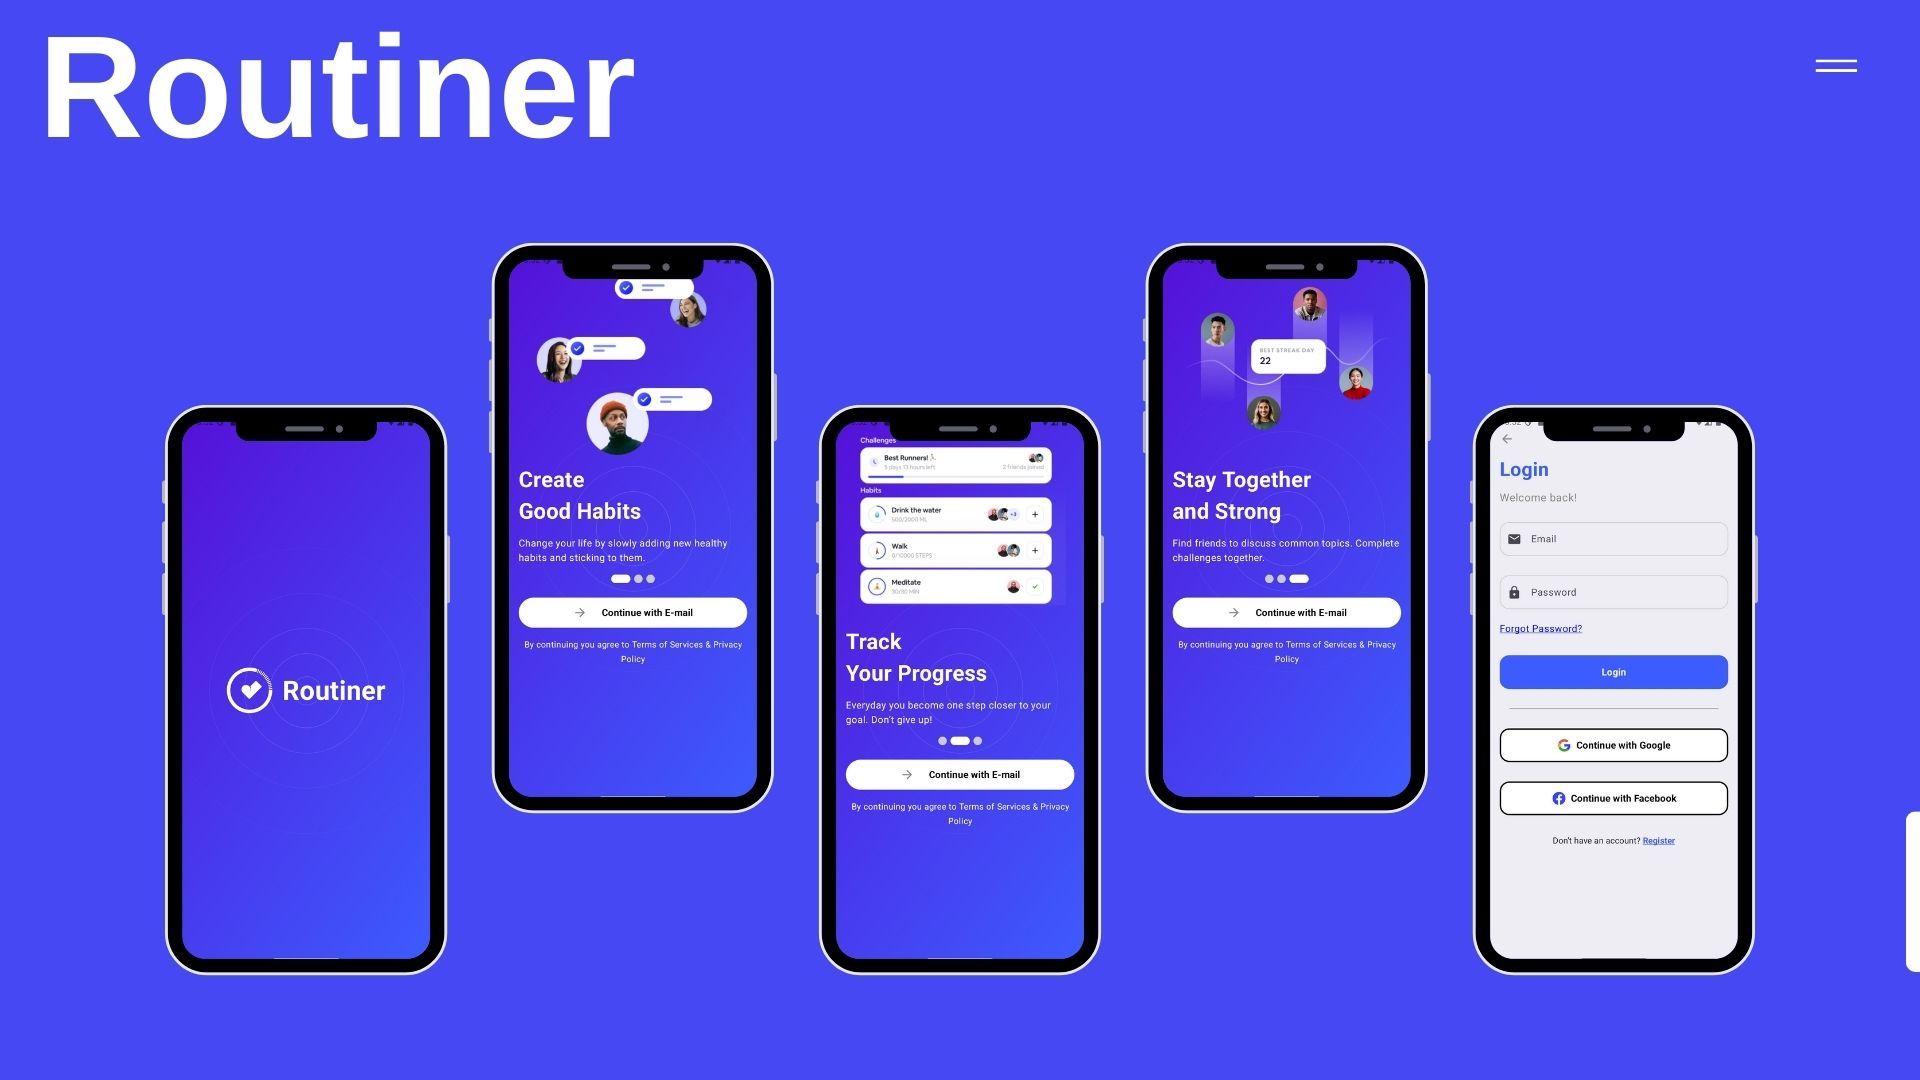 Routiner
Routiner
Create
Good Habits
Change your life by slowly adding new healthy
habits and sticking to them.
Continue with E-mail
By continuing you agree to Terms of Services & Privacy
Policy
Challenges
Best Runners!
5 days 13 hours left
2 friends joined
Habits
Drink the water
500/2000 ML
+3
Walk
0/10000 STEPS
Meditate
30/30 MIN
Track
Your Progress
Everyday you become one step closer to your
goal. Don't give up!
Continue with E-mail
By continuing you agree to Terms of Services & Privacy
Policy
BEST STREAK DAY
22
Stay Together
and Strong
Find friends to discuss common topics. Complete
challenges together.
Continue with E-mail
By continuing you agree to Terms of Services & Privacy
Policy
Login
Welcome back!
Email
Password
Forgot Password?
Login
Continue with Google
Continue with Facebook
Don't have an account? Register